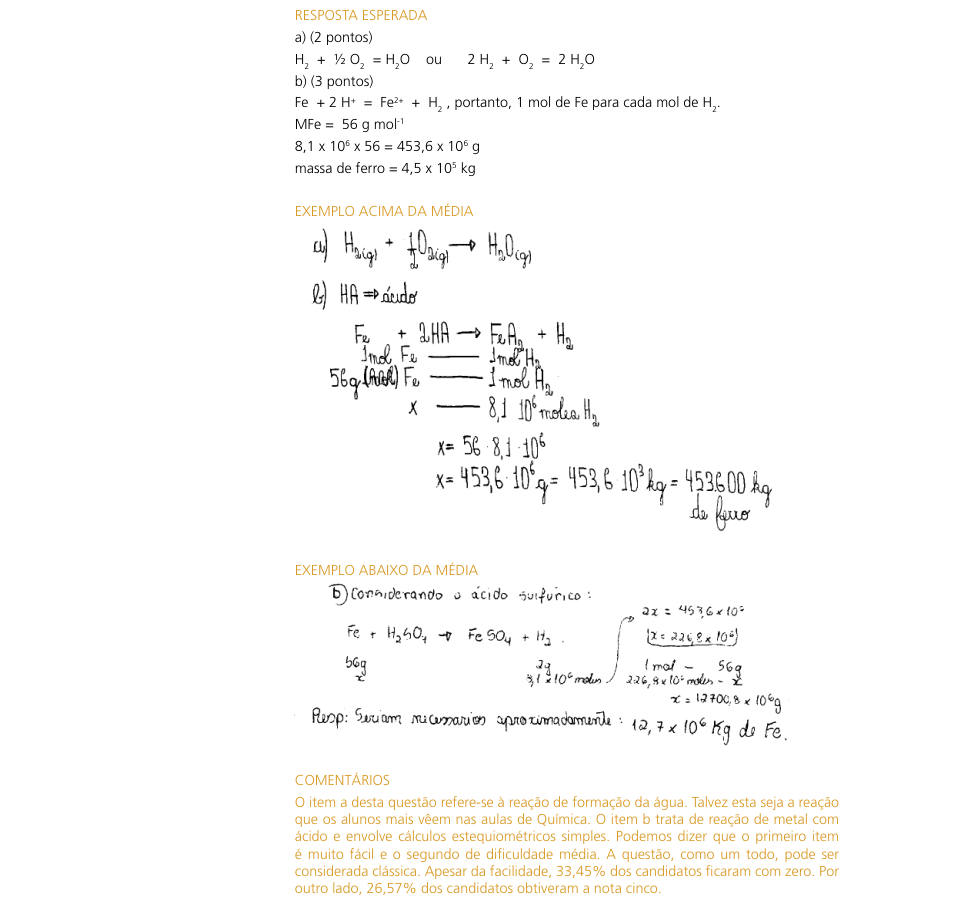 RESPOSTA ESPERADA
a) (2 pontos)
H₂ + ½ O₂ = H₂O ou 2 H₂ + O₂ = 2 H₂O
b) (3 pontos)
Fe + 2 H⁺ = Fe²⁺ + H₂ , portanto, 1 mol de Fe para cada mol de H₂.
MFe = 56 g mol⁻¹
8,1 x 10⁶ x 56 = 453,6 x 10⁶ g
massa de ferro = 4,5 x 10⁵ kg
EXEMPLO ACIMA DA MÉDIA
a) H₂(g) + ½O₂(g) → H₂O(g)
b) HA ⇒ ácido
Fe + 2HA → FeA₂ + H₂
1mol Fe — 1mol H₂
56g Fe — 1mol H₂
x — 8,1 10⁶ moles H₂
x = 56 · 8,1 · 10⁶
x = 453,6 · 10⁶ g = 453,6 10³ kg = 453.600 kg
de ferro
EXEMPLO ABAIXO DA MÉDIA
b) Considerando o ácido sulfúrico :
2x = 453,6 x 10⁶
Fe + H₂SO₄ → FeSO₄ + H₂ .
x = 226,8 x 10⁶
56g 2g 1 mol — 56g
x 8,1 x 10⁶ moles 226,8 x 10⁶ moles — x
x = 12700,8 x 10⁶ g
Resp: Seriam necessarios aproximadamente : 12,7 x 10⁶ Kg de Fe.
COMENTÁRIOS
O item a desta questão refere-se à reação de formação da água. Talvez esta seja a reação
que os alunos mais vêem nas aulas de Química. O item b trata de reação de metal com
ácido e envolve cálculos estequiométricos simples. Podemos dizer que o primeiro item
é muito fácil e o segundo de dificuldade média. A questão, como um todo, pode ser
considerada clássica. Apesar da facilidade, 33,45% dos candidatos ficaram com zero. Por
outro lado, 26,57% dos candidatos obtiveram a nota cinco.